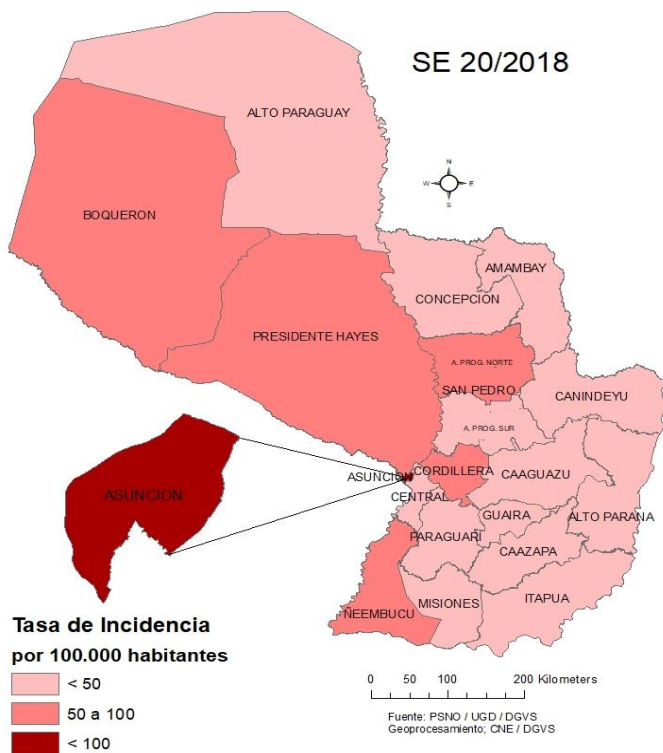 SE 20/2018
ALTO PARAGUAY
N
W E
S
BOQUERON
AMAMBAY
CONCEPCION
PRESIDENTE HAYES
A. PROG. NORTE
SAN PEDRO
CANINDEYU
A. PROG. SUR
ASUNCION
CORDILLERA
CAAGUAZU
ASUNCION
CENTRAL
GUAIRA
ALTO PARANA
PARAGUARI
CAAZAPA
ÑEEMBUCU
MISIONES
ITAPUA
Tasa de Incidencia
por 100.000 habitantes
< 50
50 a 100
< 100
0 50 100 200 Kilometers
Fuente: PSNO / UGD / DGVS
Geoprocesamiento; CNE / DGVS